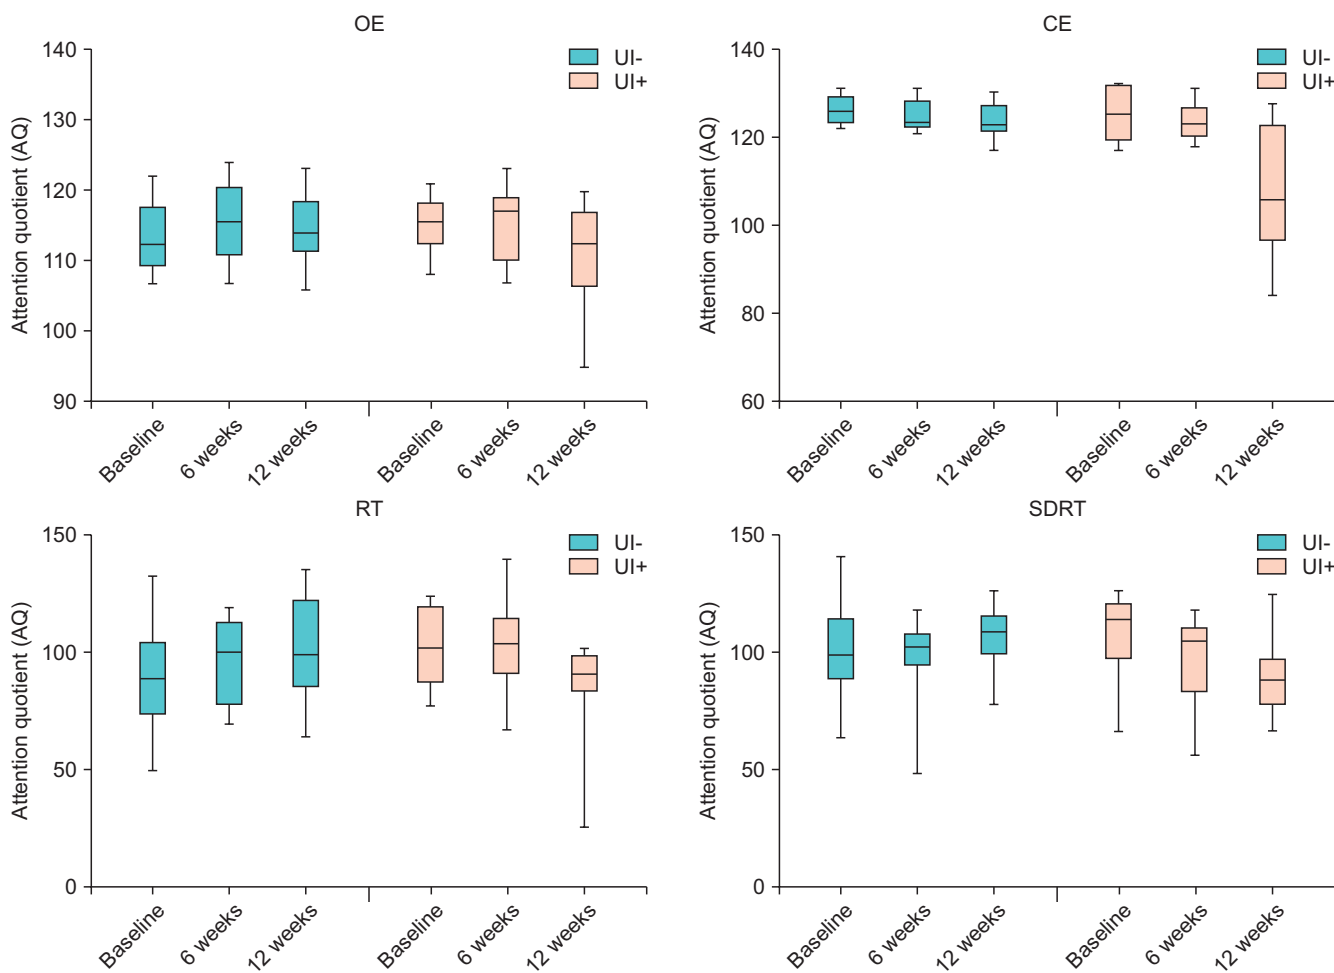 OE
140
130
120
110
100
90
Attention quotient (AQ)
UI-
UI+
Baseline
6 weeks
12 weeks
Baseline
6 weeks
12 weeks
CE
140
120
100
80
60
Attention quotient (AQ)
UI-
UI+
Baseline
6 weeks
12 weeks
Baseline
6 weeks
12 weeks
RT
150
100
50
0
Attention quotient (AQ)
UI-
UI+
Baseline
6 weeks
12 weeks
Baseline
6 weeks
12 weeks
SDRT
150
100
50
0
Attention quotient (AQ)
UI-
UI+
Baseline
6 weeks
12 weeks
Baseline
6 weeks
12 weeks